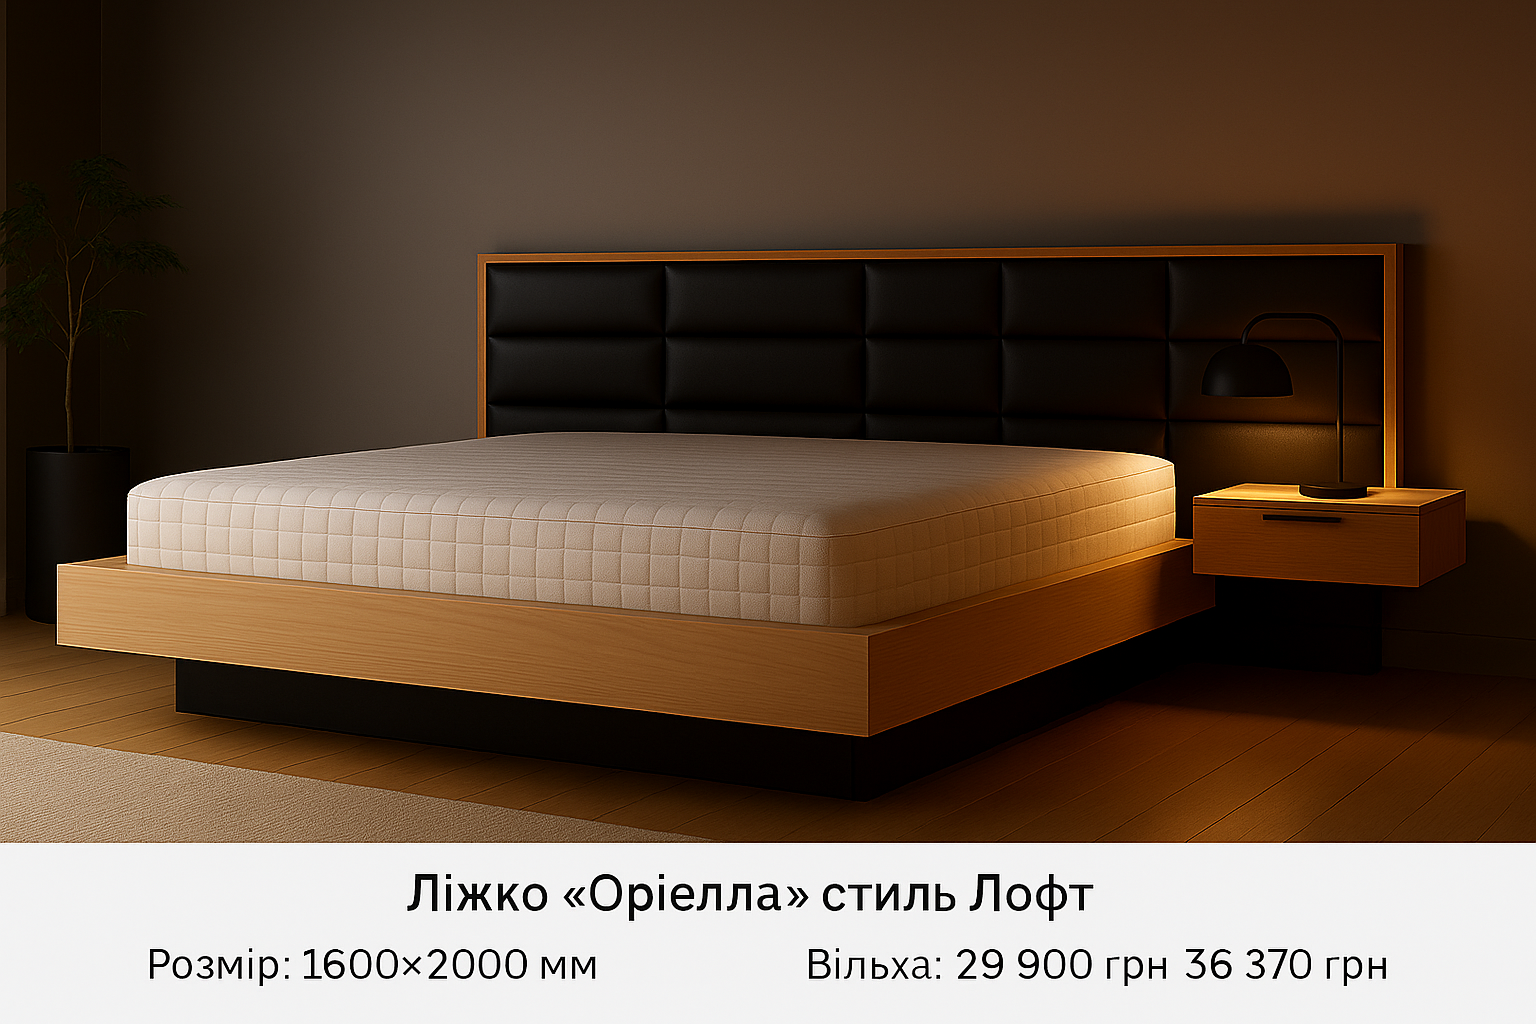 Ліжко «Оріелла» стиль Лофт
Розмір: 1600×2000 мм
Вільха: 29 900 грн 36 370 грн